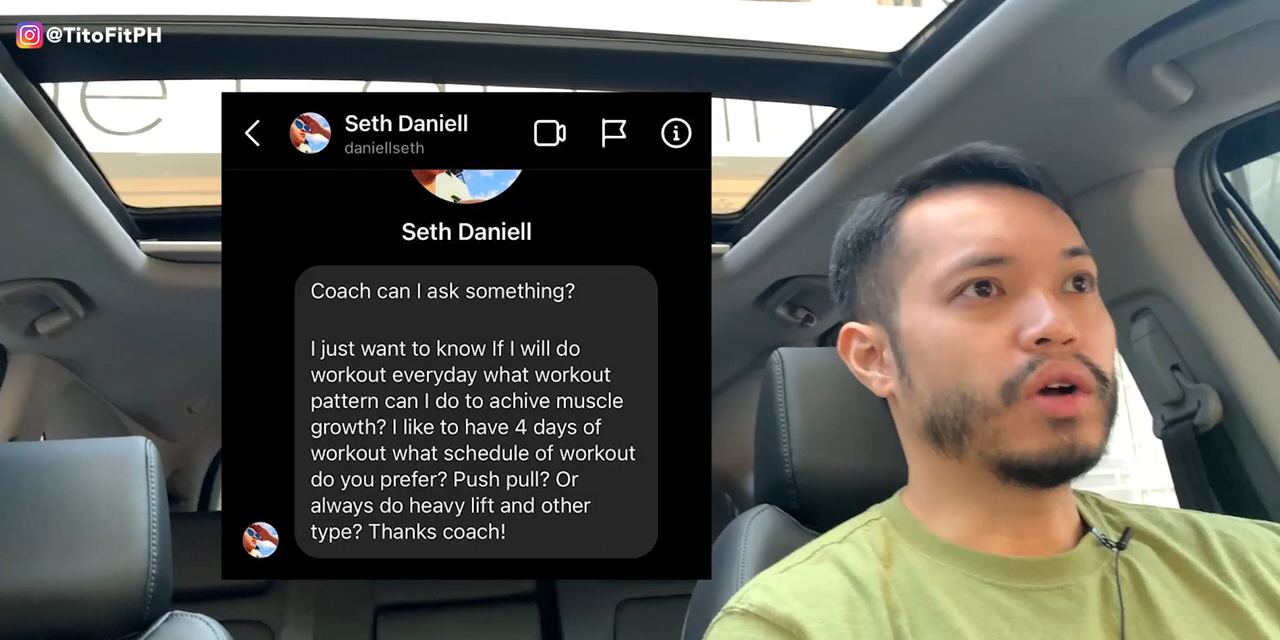 @TitoFitPH
Seth Daniell
daniellseth
Seth Daniell
Coach can I ask something?
I just want to know If I will do
workout everyday what workout
pattern can I do to achive muscle
growth? I like to have 4 days of
workout what schedule of workout
do you prefer? Push pull? Or
always do heavy lift and other
type? Thanks coach!